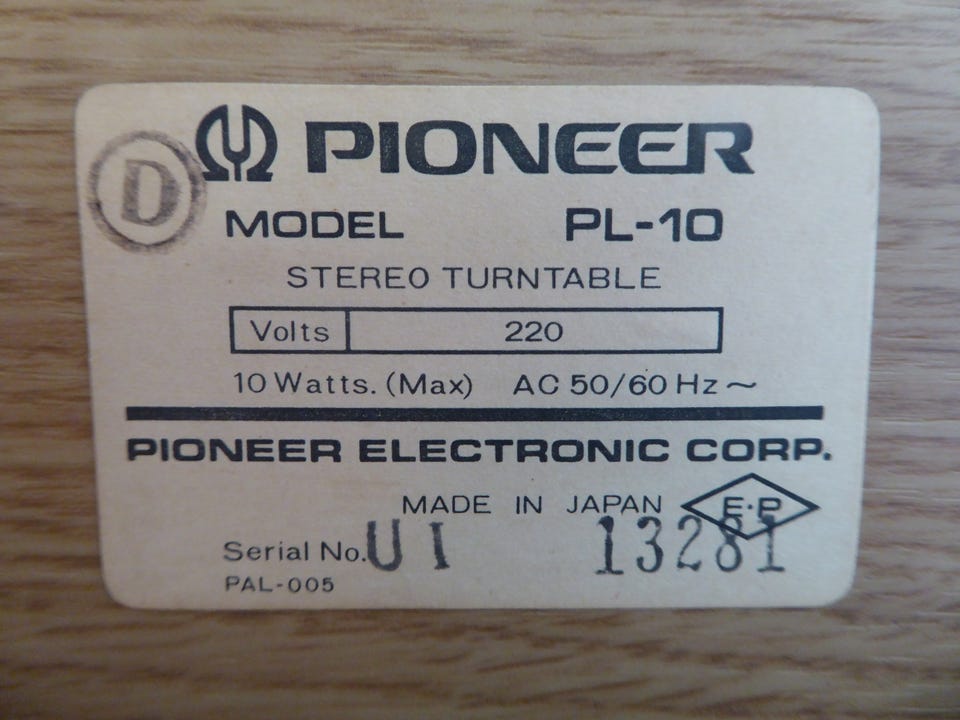 D
PIONEER
MODEL PL-10
STEREO TURNTABLE
Volts 220
10 Watts. (Max) AC 50/60 Hz ~
PIONEER ELECTRONIC CORP.
MADE IN JAPAN E·P
Serial No. UI 13281
PAL-005